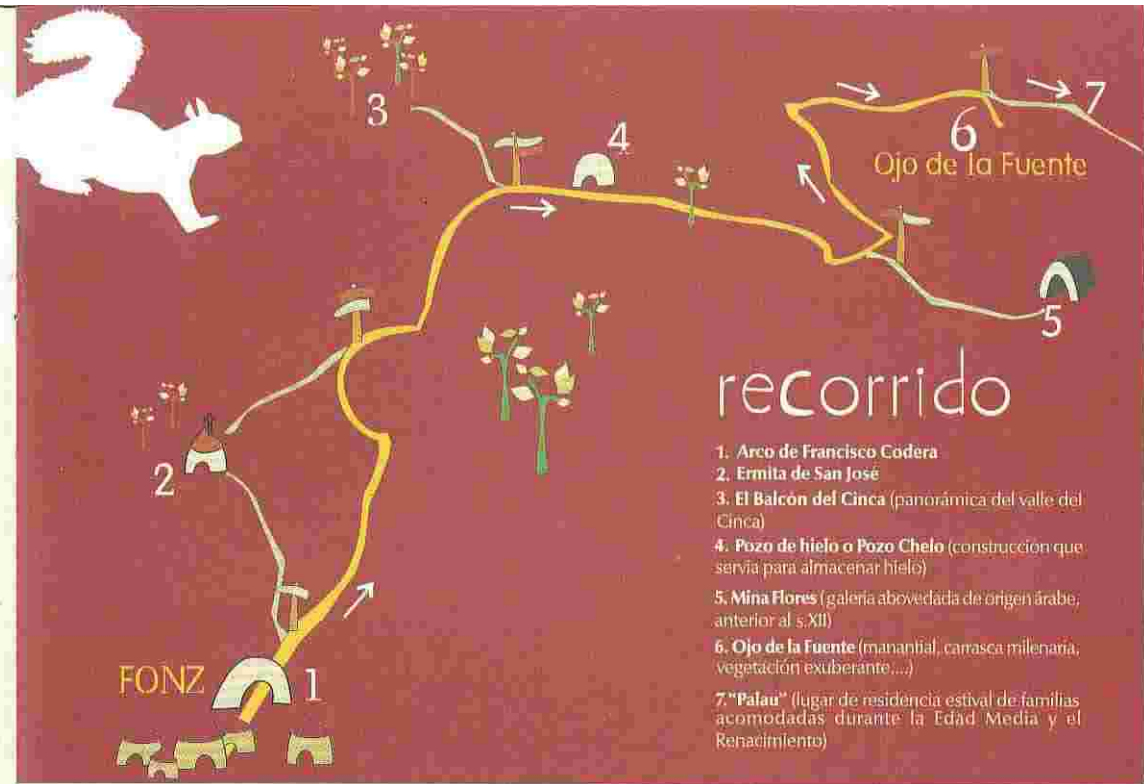 3
4
7
6
Ojo de la Fuente
5
2
FONZ
1
recorrido
1. Arco de Francisco Codera
2. Ermita de San José
3. El Balcón del Cinca (panorámica del valle del
Cinca)
4. Pozo de hielo o Pozo Chelo (construccion que
servia para almacenar hielo)
5. Mina Flores (galeria abovedada de origen árabe,
anterior al s.XII)
6. Ojo de la Fuente (manantial, carrasca milenaria,
vegetación exuberante....)
7."Palau" (lugar de residencia estival de familias
acomodadas durante la Edad Media y el
Renacimiento)